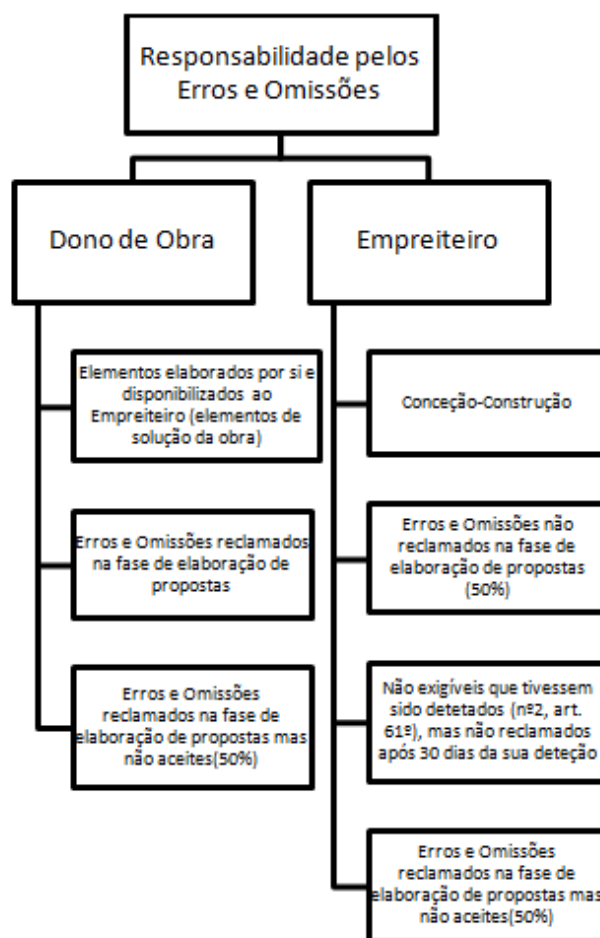 Responsabilidade pelos
Erros e Omissões
Dono de Obra
Elementos elaborados por si e
disponibilizados ao
Empreiteiro (elementos de
solução da obra)
Erros e Omissões reclamados
na fase de elaboração de
propostas
Erros e Omissões
reclamados na fase de
elaboração de propostas mas
não aceites(50%)
Empreiteiro
Conceção-Construção
Erros e Omissões não
reclamados na fase de
elaboração de propostas
(50%)
Não exigíveis que tivessem
sido detetados (nº2, art.
61º), mas não reclamados
após 30 dias da sua deteção
Erros e Omissões
reclamados na fase de
elaboração de propostas mas
não aceites(50%)